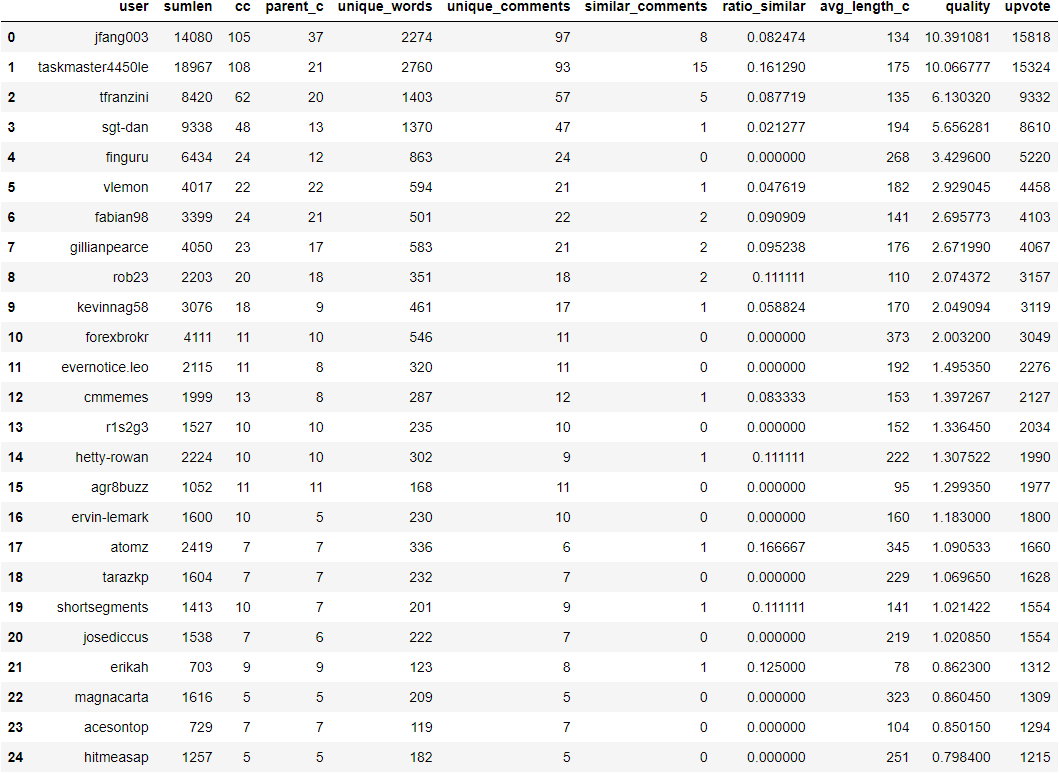 user sumlen cc parent_c unique_words unique_comments similar_comments ratio_similar avg_length_c quality upvote
0 jfang003 14080 105 37 2274 97 8 0.082474 134 10.391081 15818
1 taskmaster4450le 18967 108 21 2760 93 15 0.161290 175 10.066777 15324
2 tfranzini 8420 62 20 1403 57 5 0.087719 135 6.130320 9332
3 sgt-dan 9338 48 13 1370 47 1 0.021277 194 5.656281 8610
4 finguru 6434 24 12 863 24 0 0.000000 268 3.429600 5220
5 vlemon 4017 22 22 594 21 1 0.047619 182 2.929045 4458
6 fabian98 3399 24 21 501 22 2 0.090909 141 2.695773 4103
7 gillianpearce 4050 23 17 583 21 2 0.095238 176 2.671990 4067
8 rob23 2203 20 18 351 18 2 0.111111 110 2.074372 3157
9 kevinnag58 3076 18 9 461 17 1 0.058824 170 2.049094 3119
10 forexbrokr 4111 11 10 546 11 0 0.000000 373 2.003200 3049
11 evernotice.leo 2115 11 8 320 11 0 0.000000 192 1.495350 2276
12 cmmemes 1999 13 8 287 12 1 0.083333 153 1.397267 2127
13 r1s2g3 1527 10 10 235 10 0 0.000000 152 1.336450 2034
14 hetty-rowan 2224 10 10 302 9 1 0.111111 222 1.307522 1990
15 agr8buzz 1052 11 11 168 11 0 0.000000 95 1.299350 1977
16 ervin-lemark 1600 10 5 230 10 0 0.000000 160 1.183000 1800
17 atomz 2419 7 7 336 6 1 0.166667 345 1.090533 1660
18 tarazkp 1604 7 7 232 7 0 0.000000 229 1.069650 1628
19 shortsegments 1413 10 7 201 9 1 0.111111 141 1.021422 1554
20 josediccus 1538 7 6 222 7 0 0.000000 219 1.020850 1554
21 erikah 703 9 9 123 8 1 0.125000 78 0.862300 1312
22 magnacarta 1616 5 5 209 5 0 0.000000 323 0.860450 1309
23 acesontop 729 7 7 119 7 0 0.000000 104 0.850150 1294
24 hitmeasap 1257 5 5 182 5 0 0.000000 251 0.798400 1215